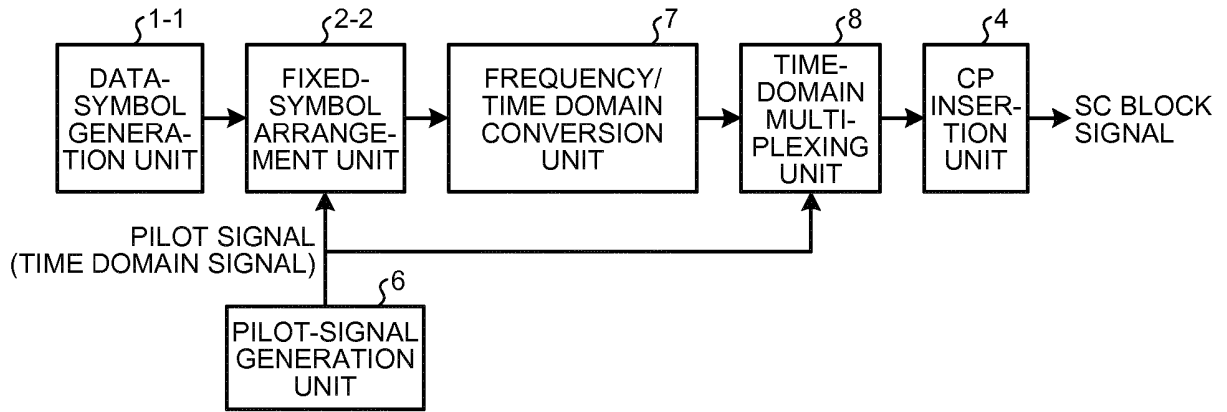 1-1
2-2
7
8
4
DATA-
SYMBOL
GENERA-
TION UNIT
FIXED-
SYMBOL
ARRANGE-
MENT UNIT
FREQUENCY/
TIME DOMAIN
CONVERSION
UNIT
TIME-
DOMAIN
MULTI-
PLEXING
UNIT
CP
INSER-
TION
UNIT
SC BLOCK
SIGNAL
PILOT SIGNAL
(TIME DOMAIN SIGNAL)
6
PILOT-SIGNAL
GENERATION
UNIT